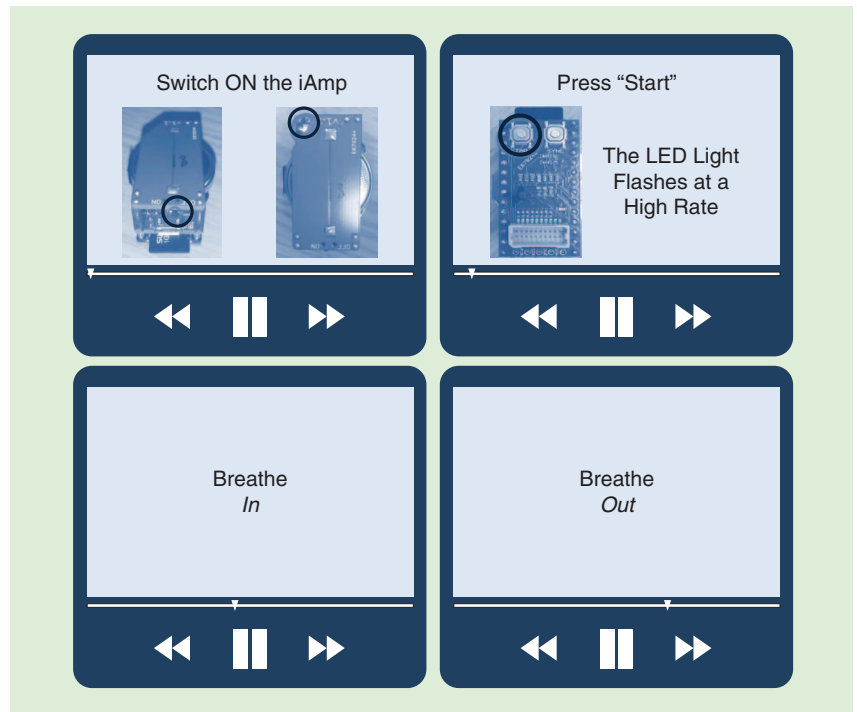 Switch ON the iAmp
Press “Start”
The LED Light
Flashes at a
High Rate
Breathe
In
Breathe
Out